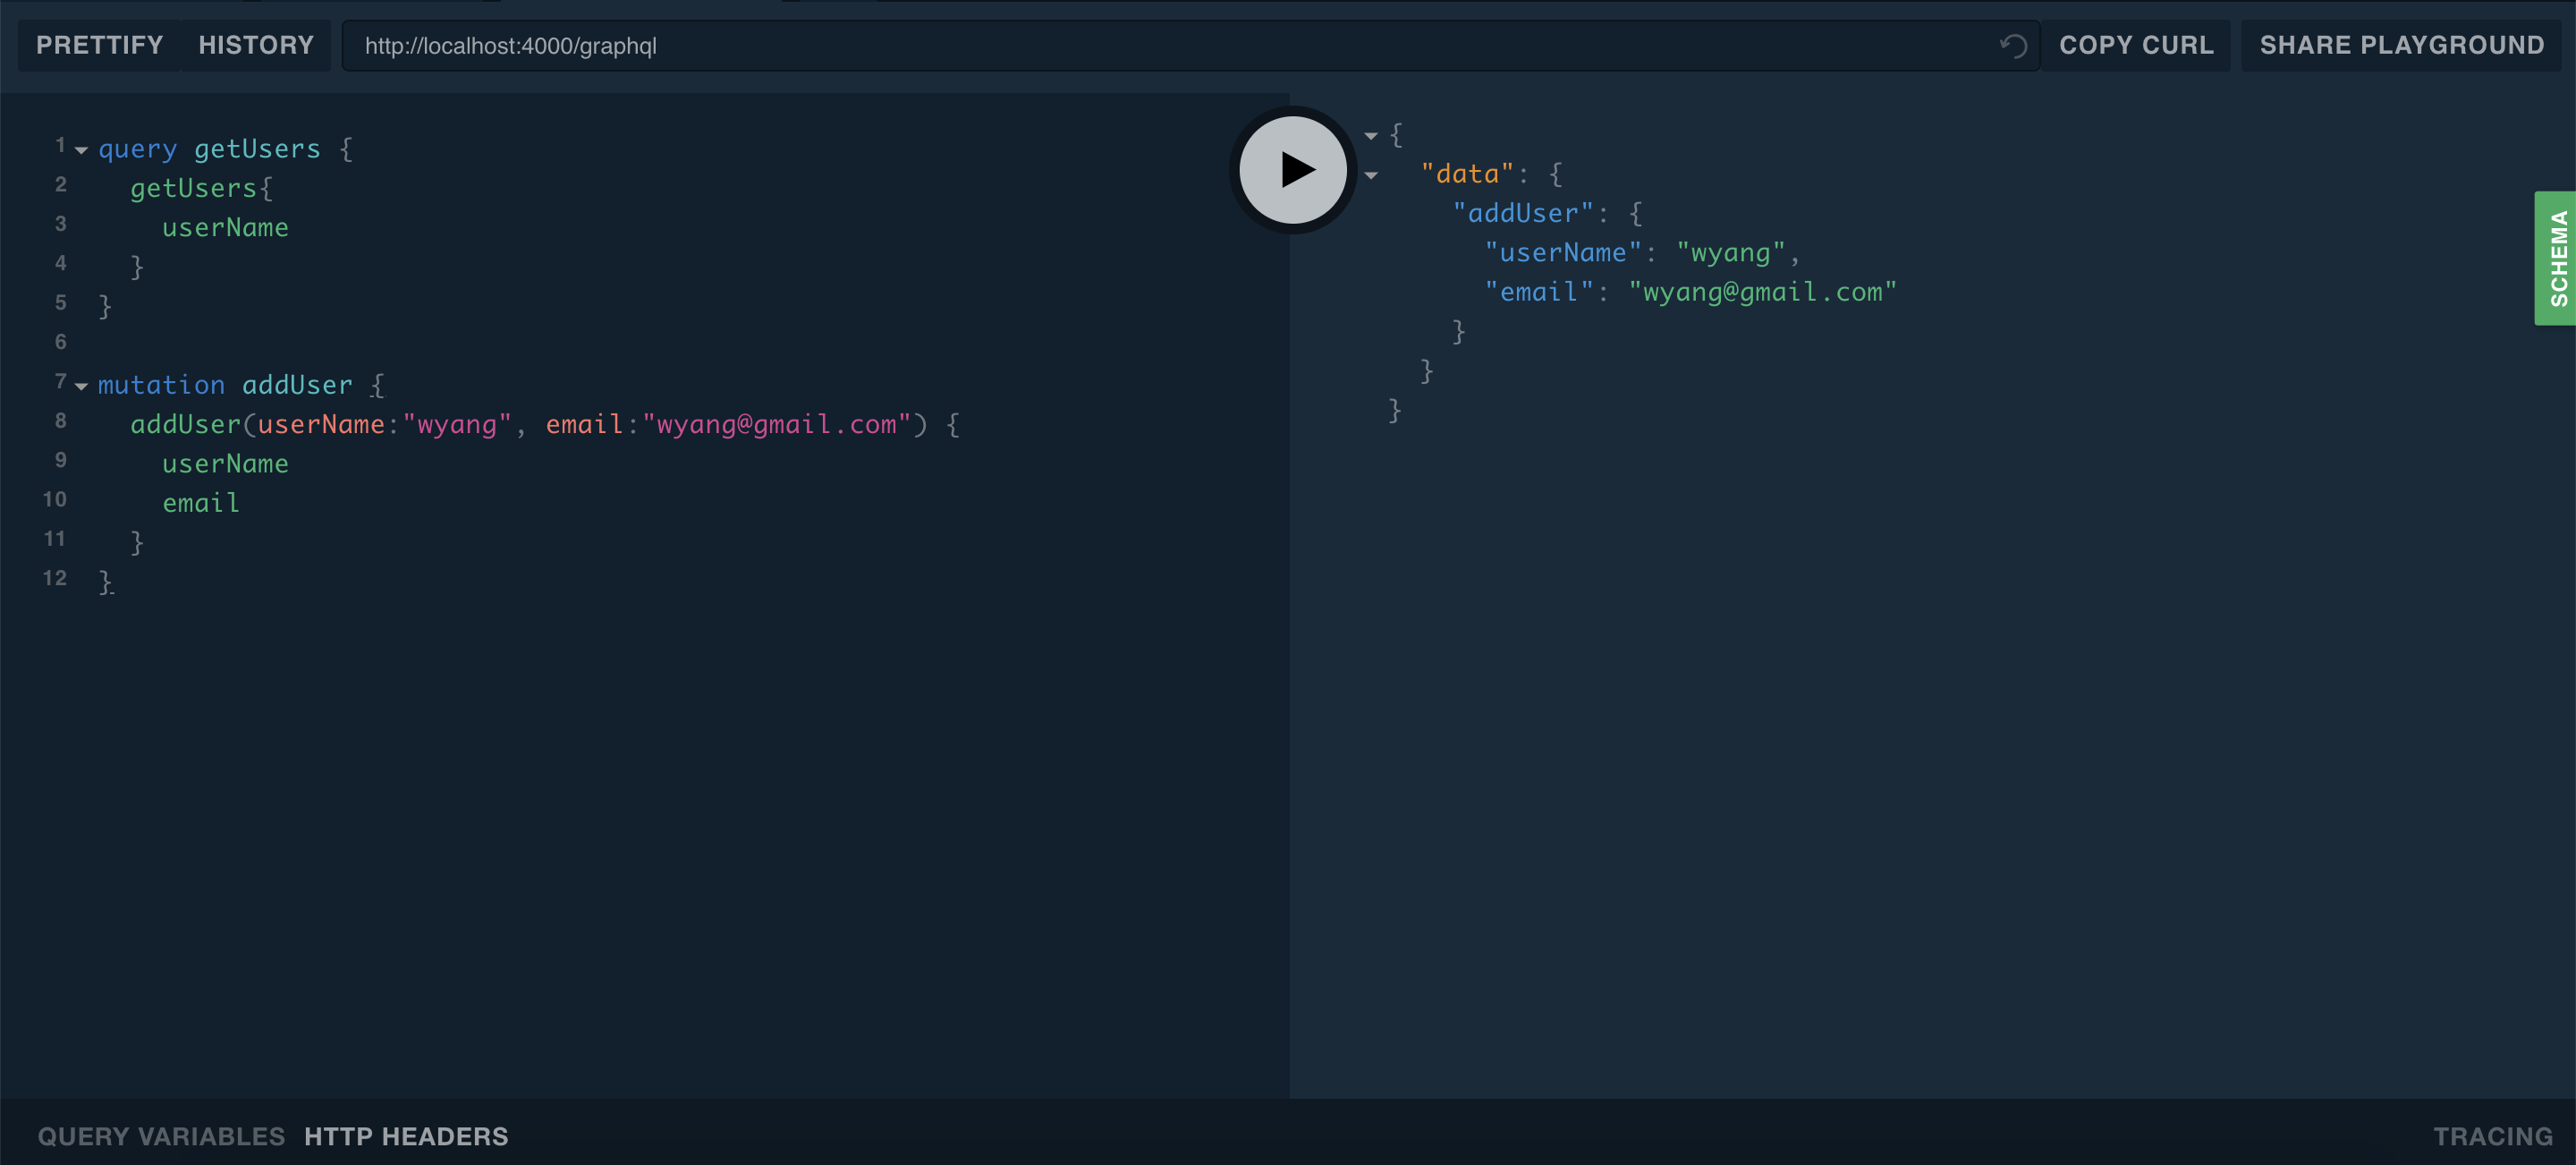 PRETTIFY HISTORY http://localhost:4000/graphql COPY CURL SHARE PLAYGROUND
1 query getUsers {
2 getUsers{
3 userName
4 }
5 }
6
7 mutation addUser {
8 addUser(userName:"wyang", email:"wyang@gmail.com") {
9 userName
10 email
11 }
12 }
{
"data": {
"addUser": {
"userName": "wyang",
"email": "wyang@gmail.com"
}
}
}
SCHEMA
QUERY VARIABLES HTTP HEADERS TRACING